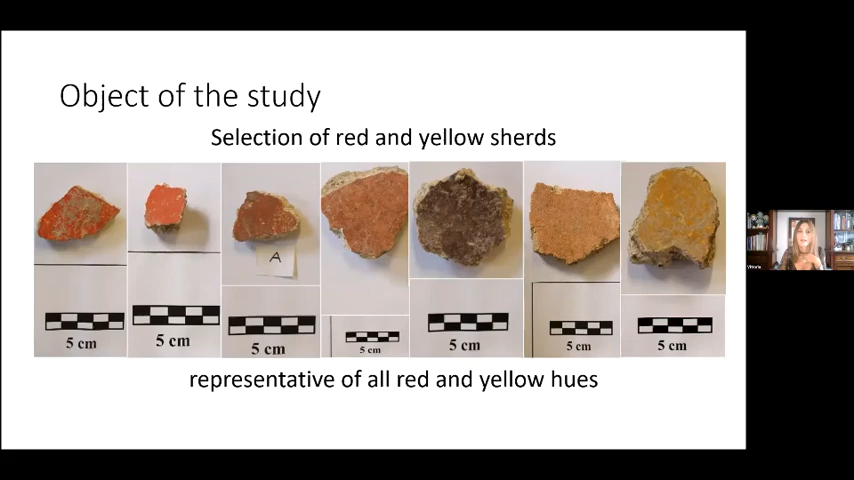 Object of the study
Selection of red and yellow sherds
A
5 cm
5 cm
5 cm
5 cm
5 cm
5 cm
5 cm
representative of all red and yellow hues